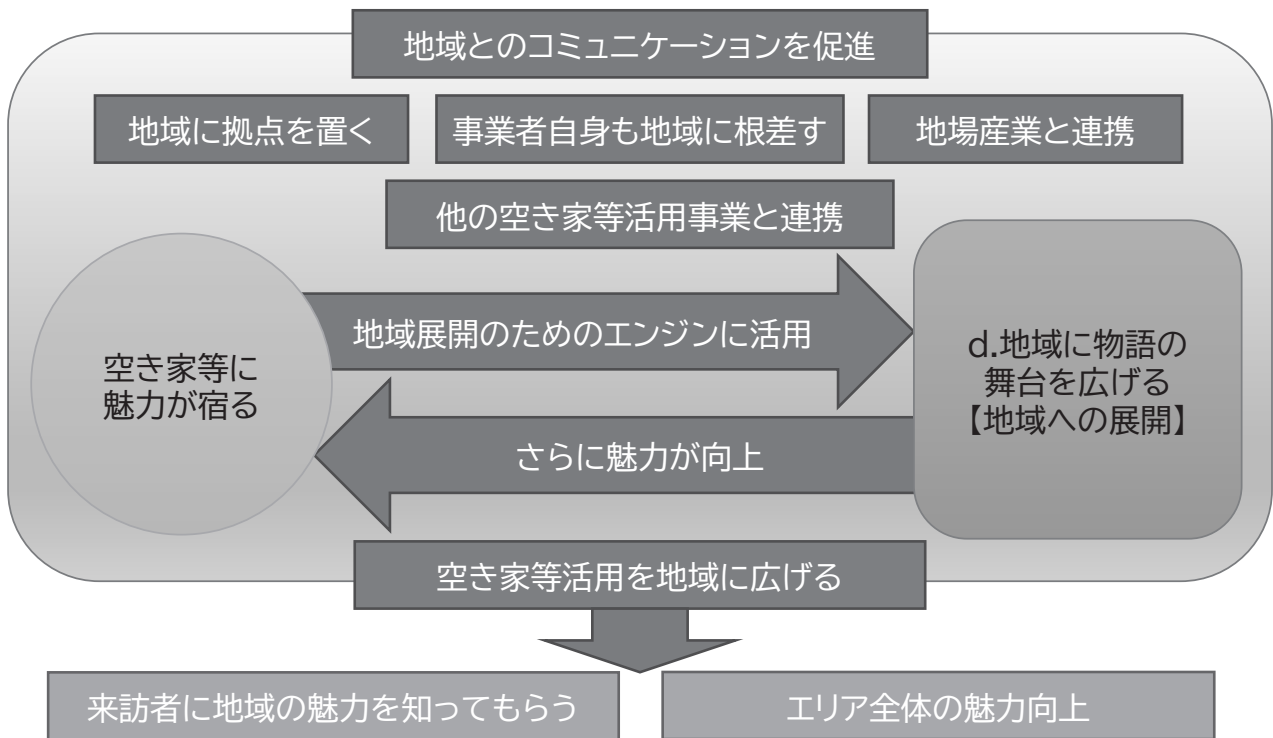 地域とのコミュニケーションを促進
地域に拠点を置く
事業者自身も地域に根差す
地場産業と連携
他の空き家等活用事業と連携
地域展開のためのエンジンに活用
空き家等に
魅力が宿る
d.地域に物語の
舞台を広げる
【地域への展開】
さらに魅力が向上
空き家等活用を地域に広げる
来訪者に地域の魅力を知ってもらう
エリア全体の魅力向上